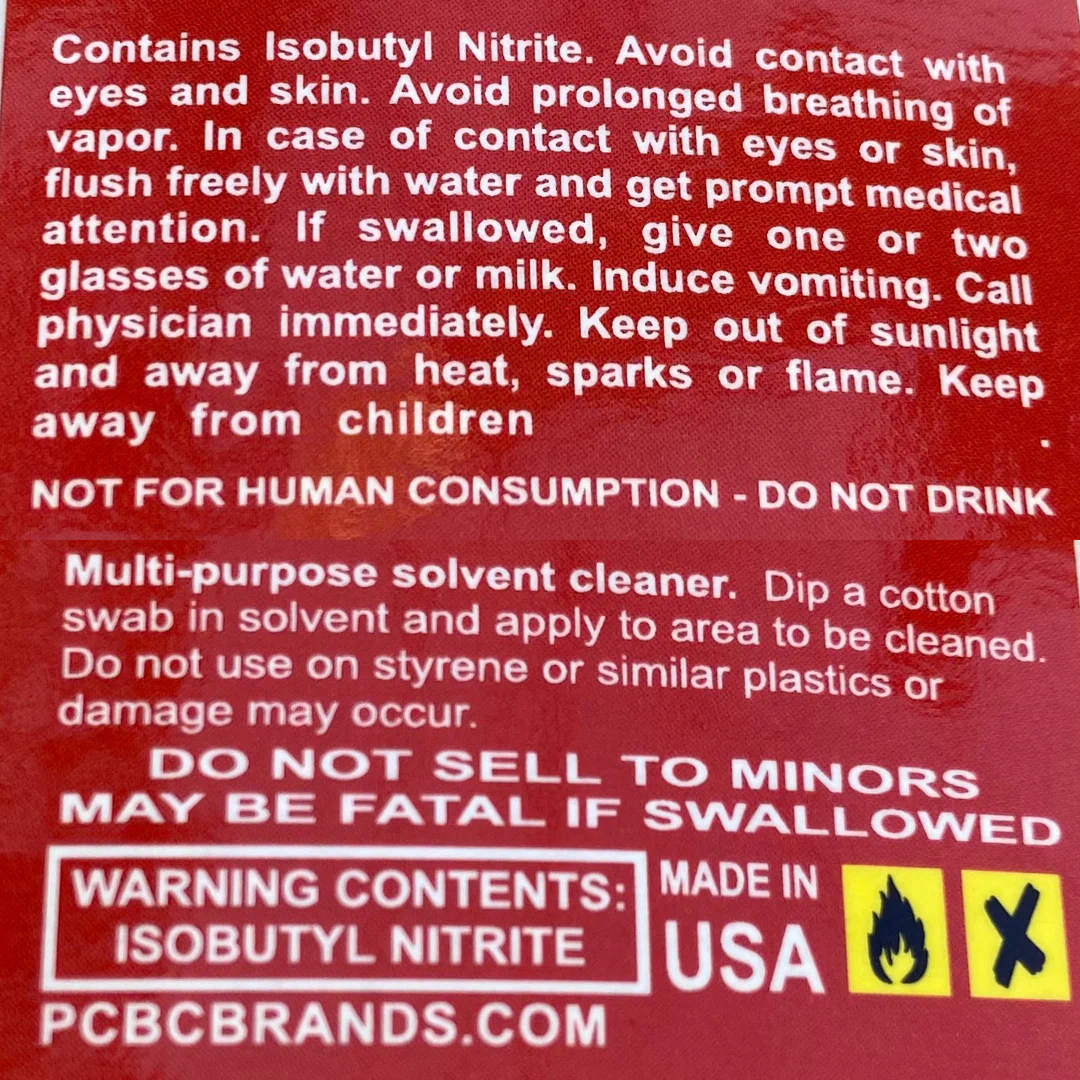 Contains Isobutyl Nitrite. Avoid contact with
eyes and skin. Avoid prolonged breathing of
vapor. In case of contact with eyes or skin,
flush freely with water and get prompt medical
attention. If swallowed, give one or two
glasses of water or milk. Induce vomiting. Call
physician immediately. Keep out of sunlight
and away from heat, sparks or flame. Keep
away from children .
NOT FOR HUMAN CONSUMPTION - DO NOT DRINK
Multi-purpose solvent cleaner. Dip a cotton
swab in solvent and apply to area to be cleaned.
Do not use on styrene or similar plastics or
damage may occur.
DO NOT SELL TO MINORS
MAY BE FATAL IF SWALLOWED
WARNING CONTENTS:
ISOBUTYL NITRITE
MADE IN
USA
PCBCBRANDS.COM